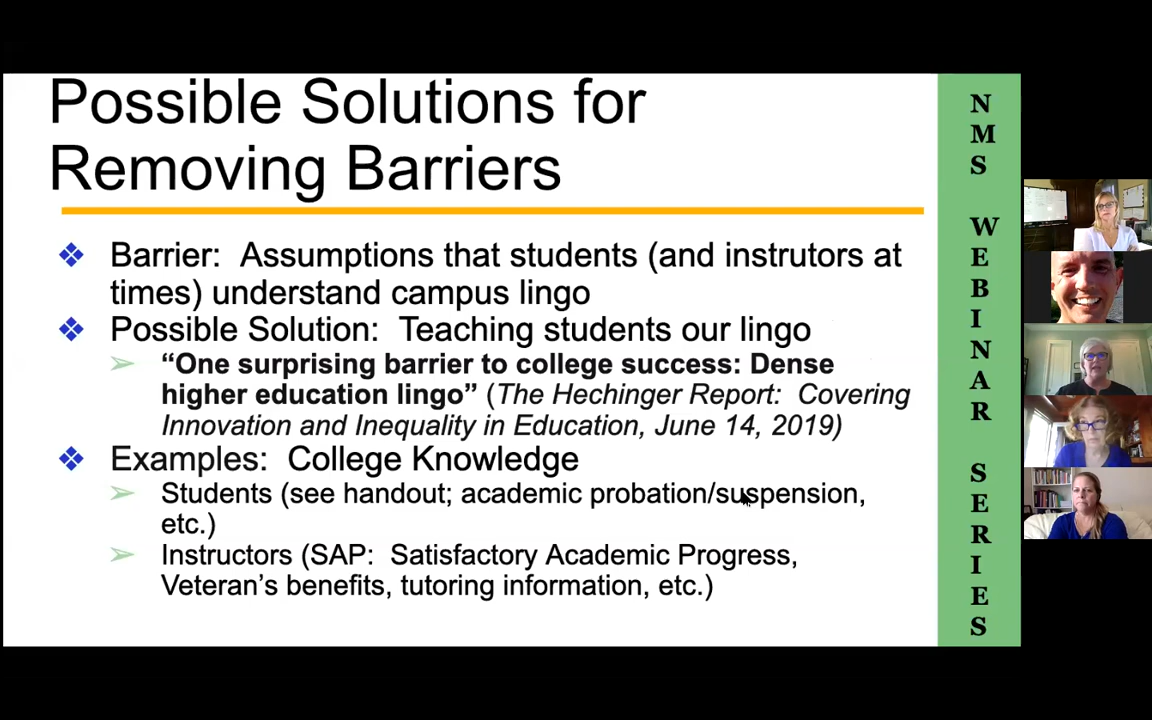 Possible Solutions for
Removing Barriers
❖ Barrier: Assumptions that students (and instrutors at
times) understand campus lingo
❖ Possible Solution: Teaching students our lingo
➢ “One surprising barrier to college success: Dense
higher education lingo” (The Hechinger Report: Covering
Innovation and Inequality in Education, June 14, 2019)
❖ Examples: College Knowledge
➢ Students (see handout; academic probation/suspension,
etc.)
➢ Instructors (SAP: Satisfactory Academic Progress,
Veteran’s benefits, tutoring information, etc.)
NMS WEBINAR SERIES